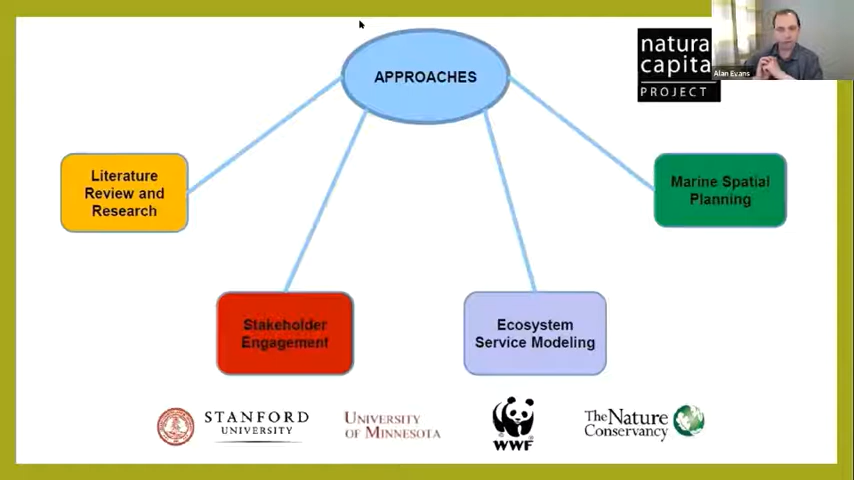 APPROACHES
natura
capita
PROJECT
Alan Evans
Literature
Review and
Research
Marine Spatial
Planning
Stakeholder
Engagement
Ecosystem
Service Modeling
STANFORD
UNIVERSITY
UNIVERSITY
OF MINNESOTA
WWF
The Nature
Conservancy